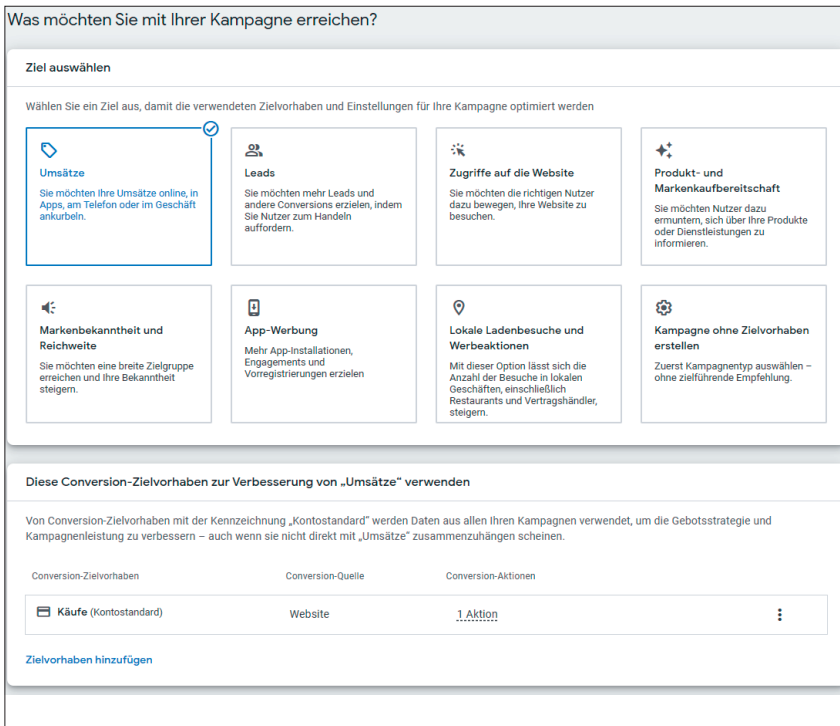 Was möchten Sie mit Ihrer Kampagne erreichen?
Ziel auswählen
Wählen Sie ein Ziel aus, damit die verwendeten Zielvorhaben und Einstellungen für Ihre Kampagne optimiert werden
Umsätze
Sie möchten Ihre Umsätze online, in
Apps, am Telefon oder im Geschäft
ankurbeln.
Leads
Sie möchten mehr Leads und
andere Conversions erzielen, indem
Sie Nutzer zum Handeln
auffordern.
Zugriffe auf die Website
Sie möchten die richtigen Nutzer
dazu bewegen, Ihre Website zu
besuchen.
Produkt- und
Markenkaufbereitschaft
Sie möchten Nutzer dazu
ermuntern, sich über Ihre Produkte
oder Dienstleistungen zu
informieren.
Markenbekanntheit und
Reichweite
Sie möchten eine breite Zielgruppe
erreichen und Ihre Bekanntheit
steigern.
App-Werbung
Mehr App-Installationen,
Engagements und
Vorregistrierungen erzielen
Lokale Ladenbesuche und
Werbeaktionen
Mit dieser Option lässt sich die
Anzahl der Besuche in lokalen
Geschäften, einschließlich
Restaurants und Vertragshändler,
steigern.
Kampagne ohne Zielvorhaben
erstellen
Zuerst Kampagnentyp auswählen –
ohne zielführende Empfehlung.
Diese Conversion-Zielvorhaben zur Verbesserung von „Umsätze“ verwenden
Von Conversion-Zielvorhaben mit der Kennzeichnung „Kontostandard“ werden Daten aus allen Ihren Kampagnen verwendet, um die Gebotsstrategie und
Kampagnenleistung zu verbessern – auch wenn sie nicht direkt mit „Umsätze“ zusammenzuhängen scheinen.
Conversion-Zielvorhaben Conversion-Quelle Conversion-Aktionen
Käufe (Kontostandard) Website 1 Aktion
Zielvorhaben hinzufügen